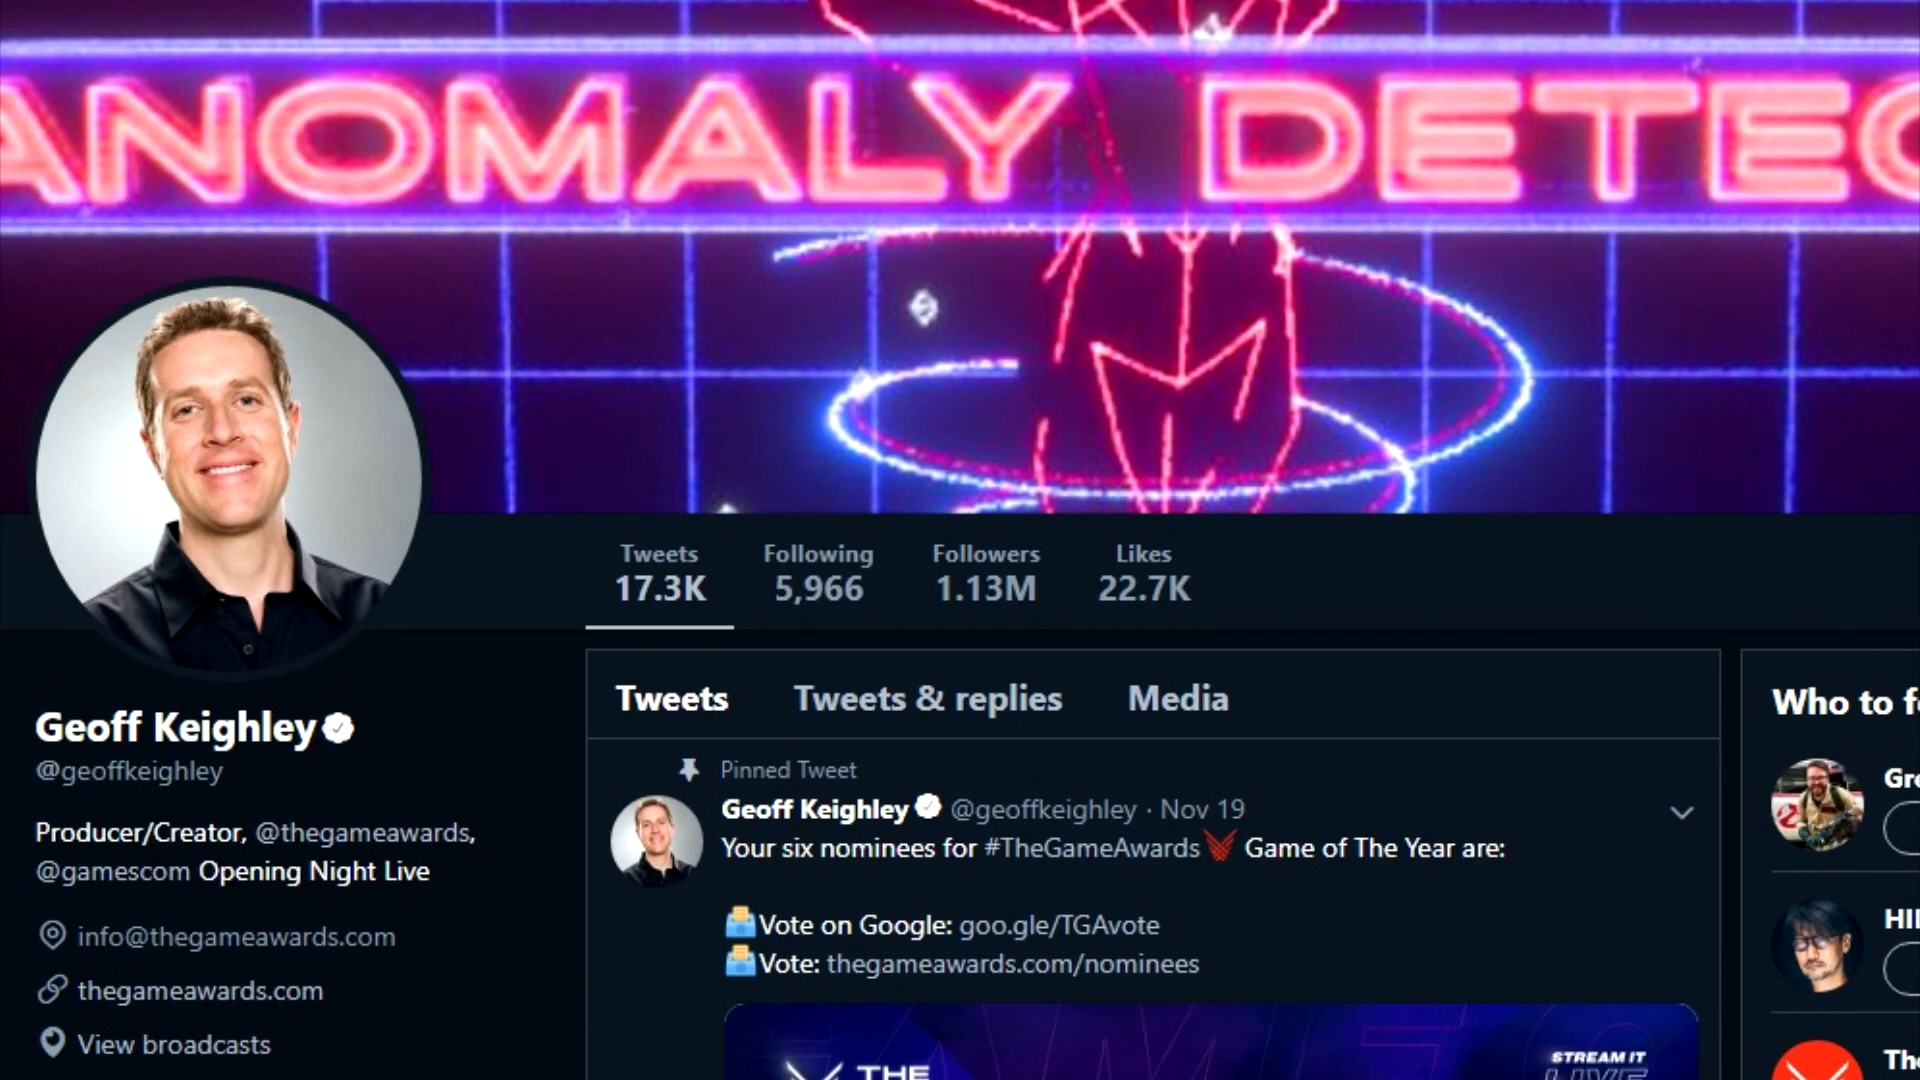 ANOMALY DETEC
Tweets
17.3K
Following
5,966
Followers
1.13M
Likes
22.7K
Geoff Keighley
@geoffkeighley
Producer/Creator, @thegameawards,
@gamescom Opening Night Live
info@thegameawards.com
thegameawards.com
View broadcasts
Tweets
Tweets & replies
Media
Pinned Tweet
Geoff Keighley @geoffkeighley · Nov 19
Your six nominees for #TheGameAwards Game of The Year are:
Vote on Google: goo.gle/TGAvote
Vote: thegameawards.com/nominees
THE
STREAM IT
LIVE
Who to f
Gre
HI
The